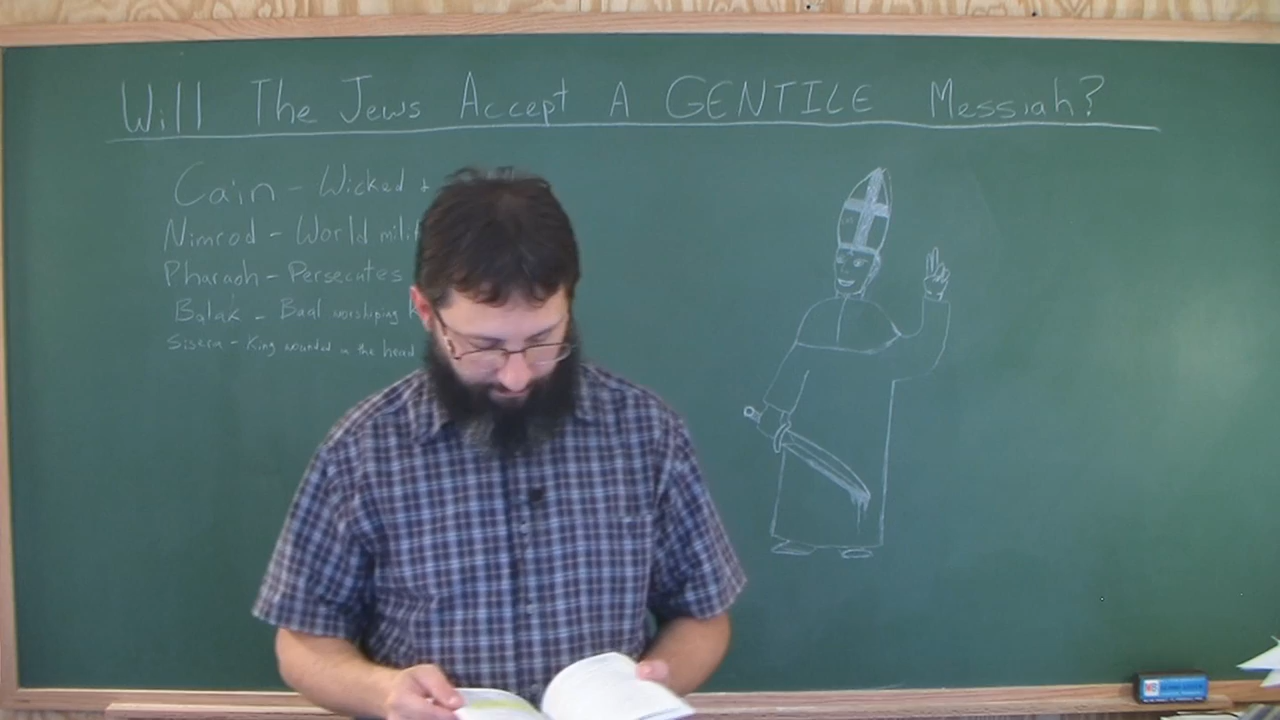 Will The Jews Accept A GENTILE Messiah?
Cain - Wicked +
Nimrod - World milit
Pharaoh - Persecutes
Balak - Baal worshiping
Sisera - King wounded in the head